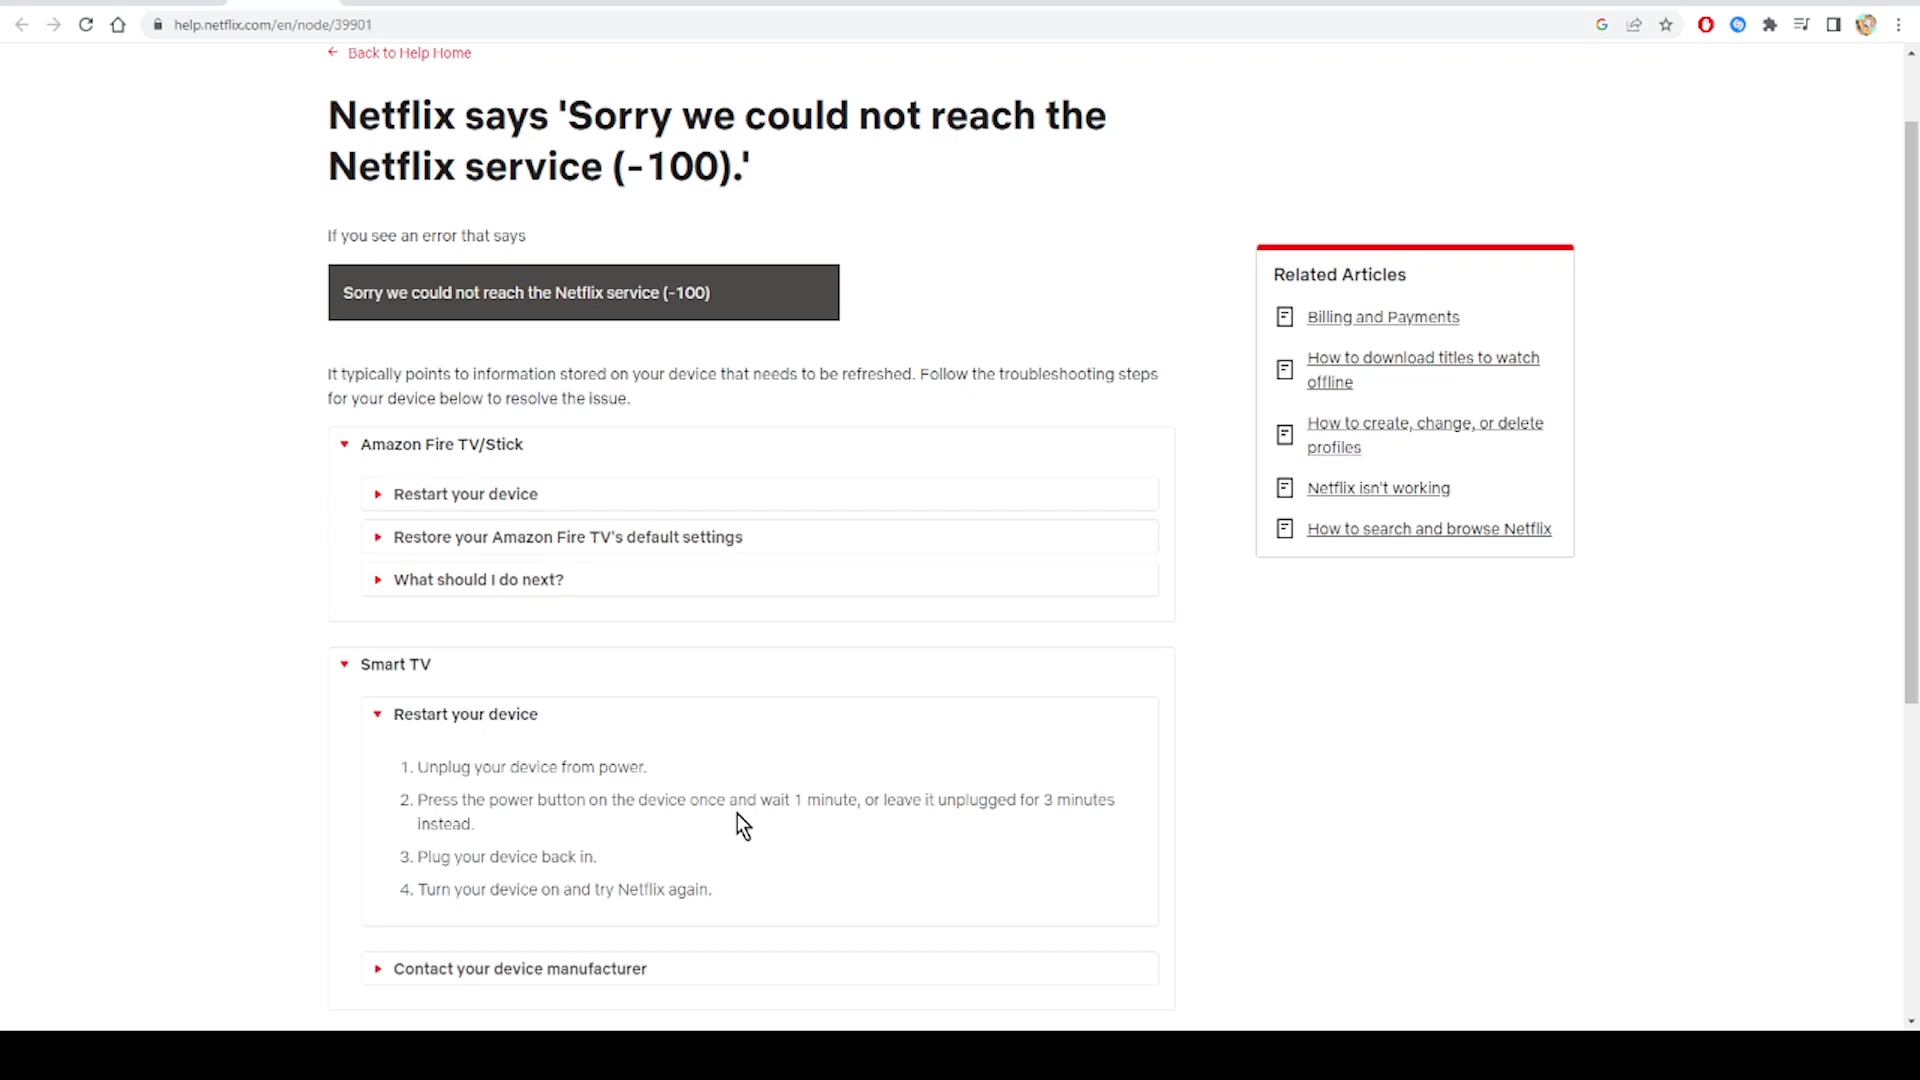 help.netflix.com/en/node/39901
Back to Help Home
Netflix says 'Sorry we could not reach the
Netflix service (-100).'
If you see an error that says
Sorry we could not reach the Netflix service (-100)
It typically points to information stored on your device that needs to be refreshed. Follow the troubleshooting steps
for your device below to resolve the issue.
Amazon Fire TV/Stick
Restart your device
Restore your Amazon Fire TV's default settings
What should I do next?
Smart TV
Restart your device
1. Unplug your device from power.
2. Press the power button on the device once and wait 1 minute, or leave it unplugged for 3 minutes
instead.
3. Plug your device back in.
4. Turn your device on and try Netflix again.
Contact your device manufacturer
Related Articles
Billing and Payments
How to download titles to watch
offline
How to create, change, or delete
profiles
Netflix isn't working
How to search and browse Netflix